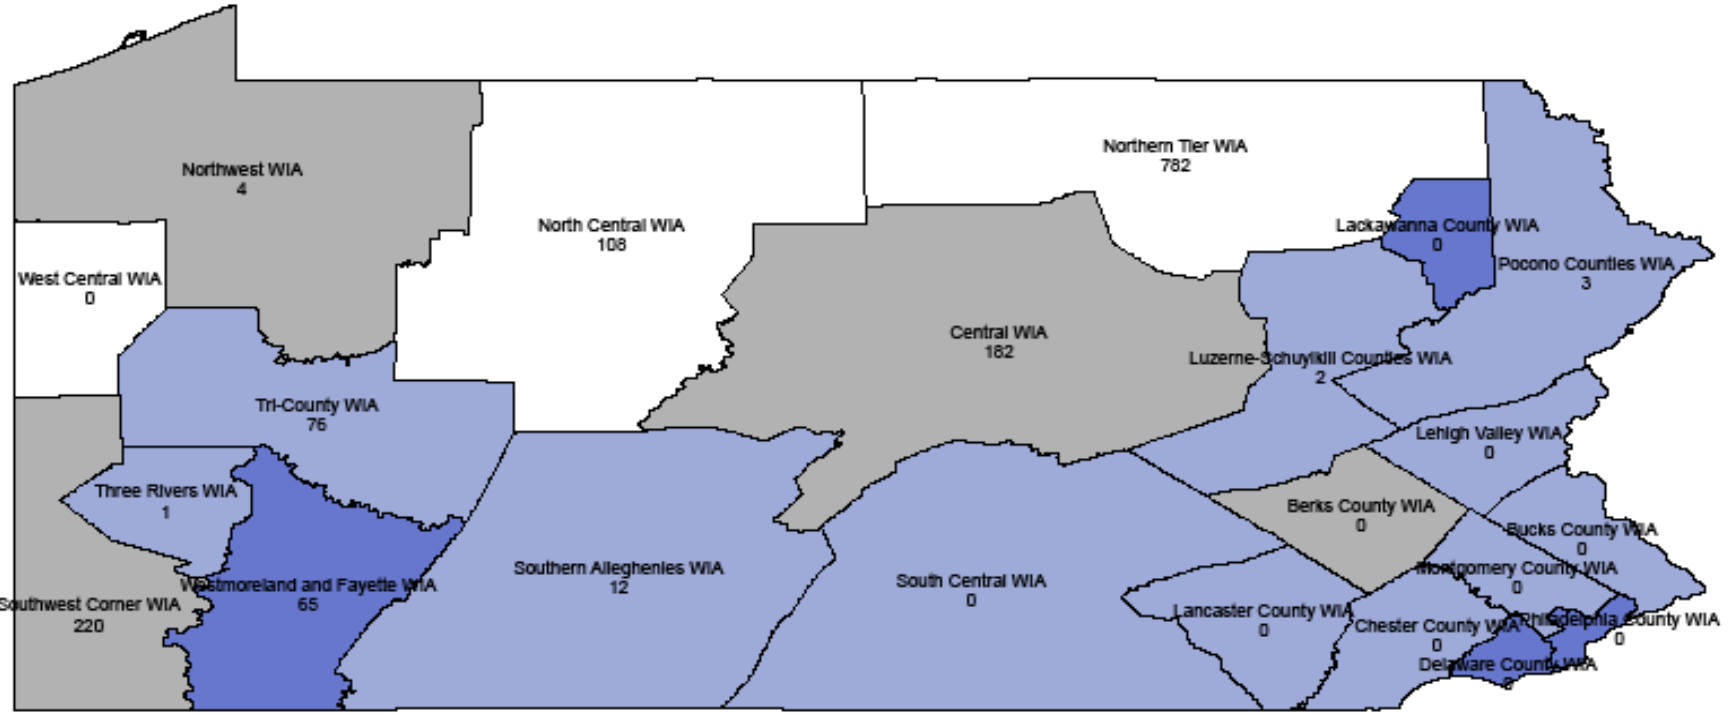 Northern Tier WIA
782
Northwest WIA
4
North Central WIA
108
Lackawanna County WIA
0
Pocono Counties WIA
3
West Central WIA
0
Central WIA
182
Luzerne-Schuylkill Counties WIA
2
Tri-County WIA
76
Lehigh Valley WIA
0
Three Rivers WIA
1
Berks County WIA
0
Bucks County WIA
0
Southern Alleghenies WIA
12
South Central WIA
0
Montgomery County WIA
0
Westmoreland and Fayette WIA
65
Southwest Corner WIA
220
Lancaster County WIA
0
Chester County WIA
0
Philadelphia County WIA
0
Delaware County WIA